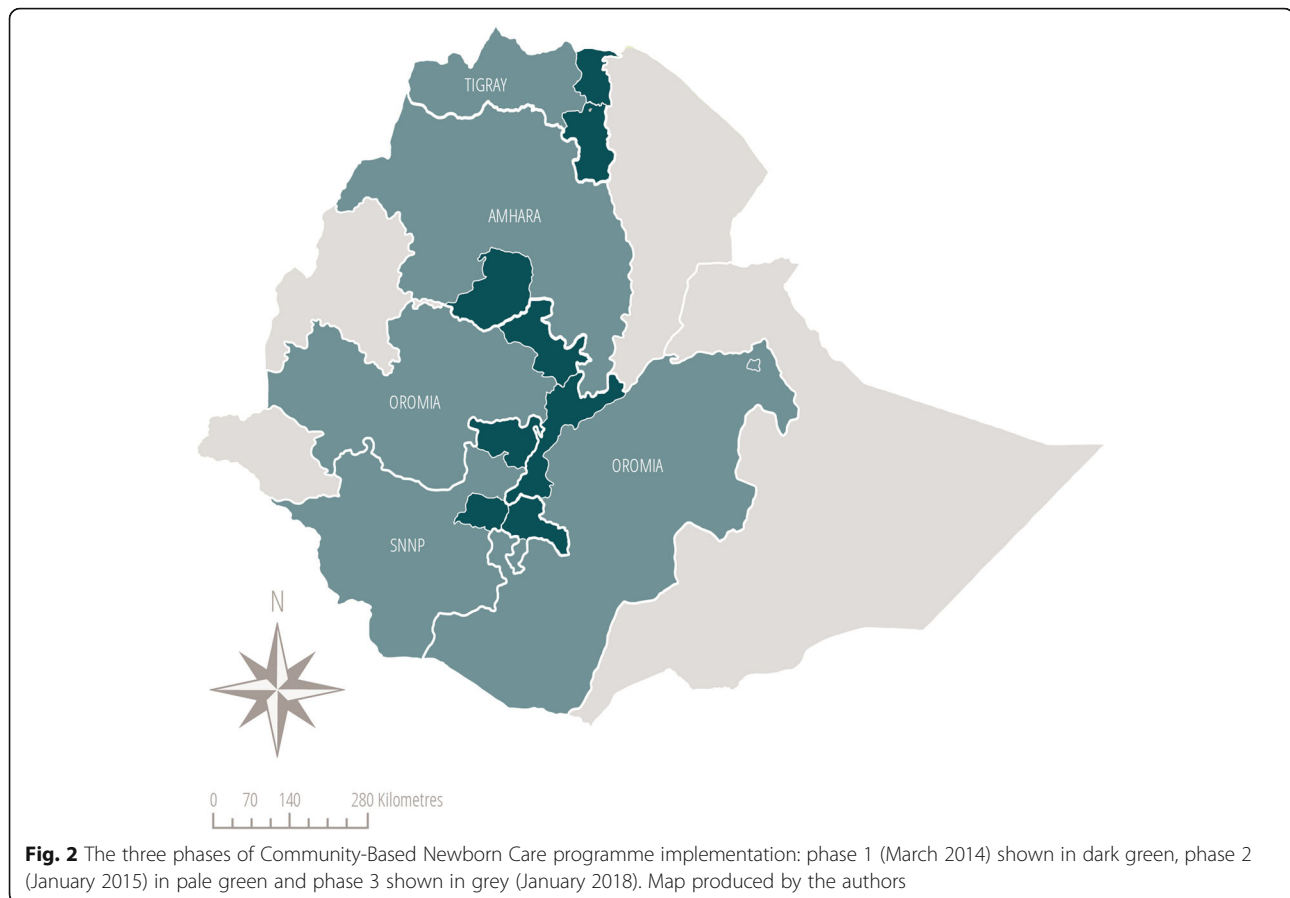 TIGRAY
AMHARA
OROMIA
OROMIA
SNNP
N
0 70 140 280 Kilometres
Fig. 2 The three phases of Community-Based Newborn Care programme implementation: phase 1 (March 2014) shown in dark green, phase 2
(January 2015) in pale green and phase 3 shown in grey (January 2018). Map produced by the authors